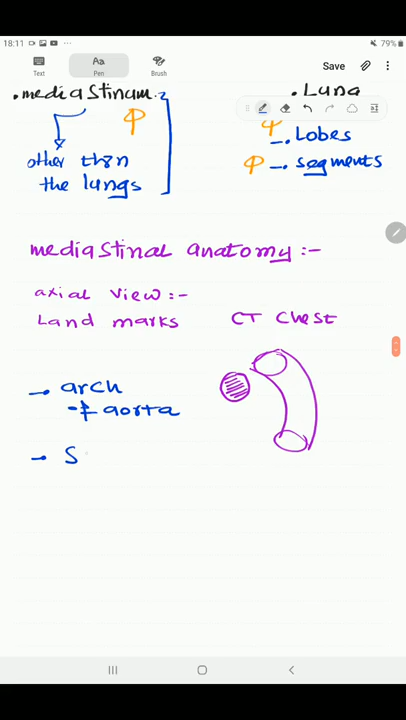 18:11
79%
Text
Aa
Pen
Brush
Save
.mediastinum.
.Lung
other than
the lungs
φ
φ
-. Lobes
φ -. segments
mediastinal anatomy :-
axial view :-
Land marks
CT Chest
- arch
of aorta
- S